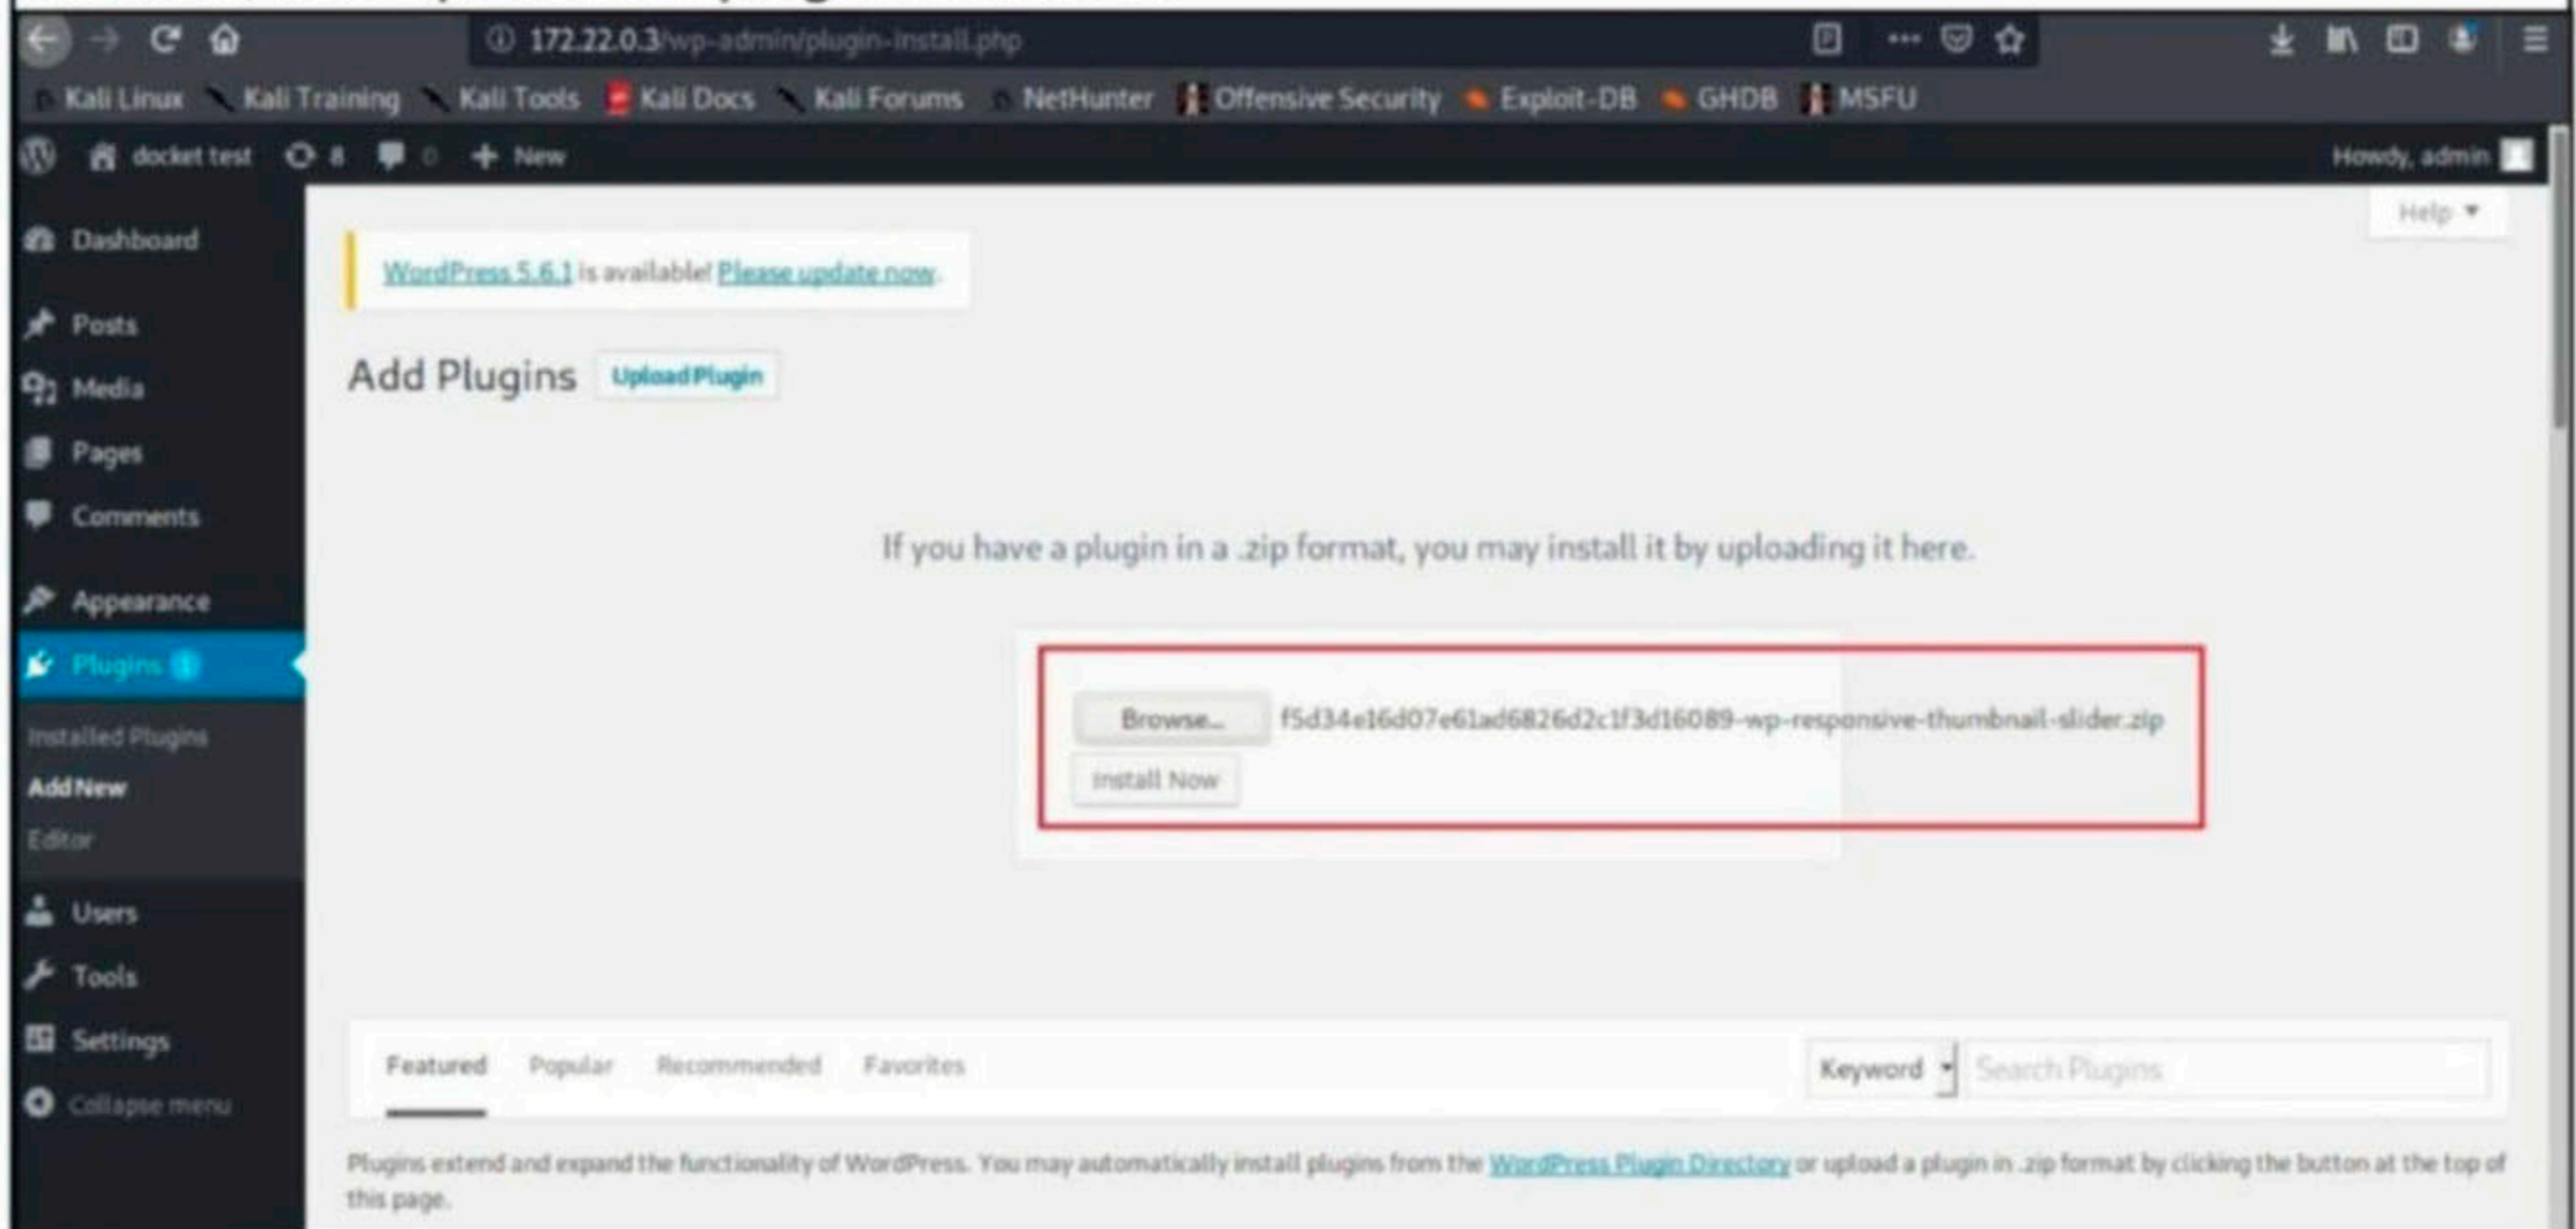 172.22.0.3/wp-admin/plugin-install.php
Kali Linux Kali Training Kali Tools Kali Docs Kali Forums NetHunter Offensive Security Exploit-DB GHDB MSFU
docket test 8 0 + New Howdy, admin
Help
Dashboard
WordPress 5.6.1 is available! Please update now.
Posts
Add Plugins Upload Plugin
Media
Pages
Comments
If you have a plugin in a .zip format, you may install it by uploading it here.
Appearance
Plugins 1
Browse... f5d34e16d07e61ad6826d2c1f3d16089-wp-responsive-thumbnail-slider.zip
Installed Plugins
Install Now
Add New
Editor
Users
Tools
Settings
Featured Popular Recommended Favorites Keyword Search Plugins
Collapse menu
Plugins extend and expand the functionality of WordPress. You may automatically install plugins from the WordPress Plugin Directory or upload a plugin in .zip format by clicking the button at the top of
this page.